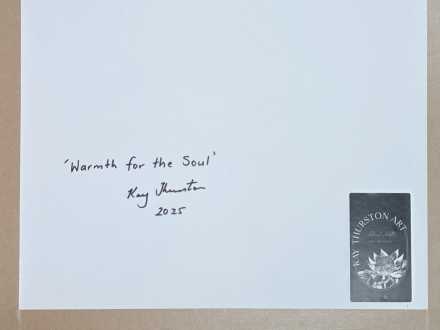 'Warmth for the Soul'
Kay Thurston
2025
KAY THURSTON ART